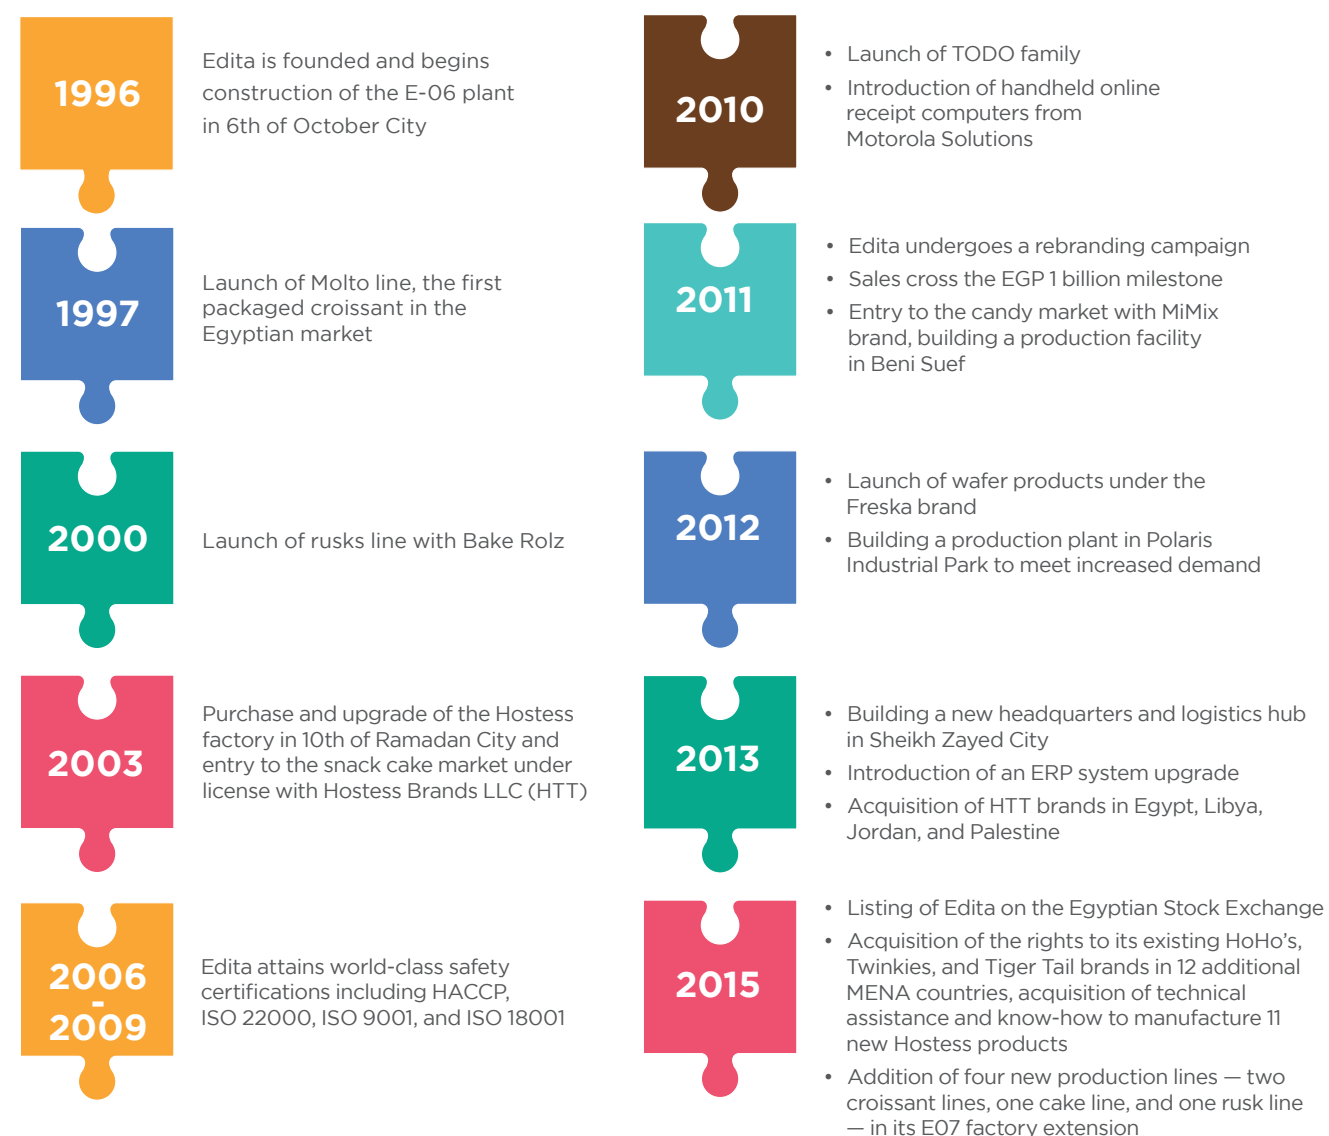 1996
Edita is founded and begins
construction of the E-06 plant
in 6th of October City
1997
Launch of Molto line, the first
packaged croissant in the
Egyptian market
2000
Launch of rusks line with Bake Rolz
2003
Purchase and upgrade of the Hostess
factory in 10th of Ramadan City and
entry to the snack cake market under
license with Hostess Brands LLC (HTT)
2006
-
2009
Edita attains world-class safety
certifications including HACCP,
ISO 22000, ISO 9001, and ISO 18001
2010
• Launch of TODO family
• Introduction of handheld online
receipt computers from
Motorola Solutions
2011
• Edita undergoes a rebranding campaign
• Sales cross the EGP 1 billion milestone
• Entry to the candy market with MiMix
brand, building a production facility
in Beni Suef
2012
• Launch of wafer products under the
Freska brand
• Building a production plant in Polaris
Industrial Park to meet increased demand
2013
• Building a new headquarters and logistics hub
in Sheikh Zayed City
• Introduction of an ERP system upgrade
• Acquisition of HTT brands in Egypt, Libya,
Jordan, and Palestine
2015
• Listing of Edita on the Egyptian Stock Exchange
• Acquisition of the rights to its existing HoHo's,
Twinkies, and Tiger Tail brands in 12 additional
MENA countries, acquisition of technical
assistance and know-how to manufacture 11
new Hostess products
• Addition of four new production lines — two
croissant lines, one cake line, and one rusk line
— in its E07 factory extension